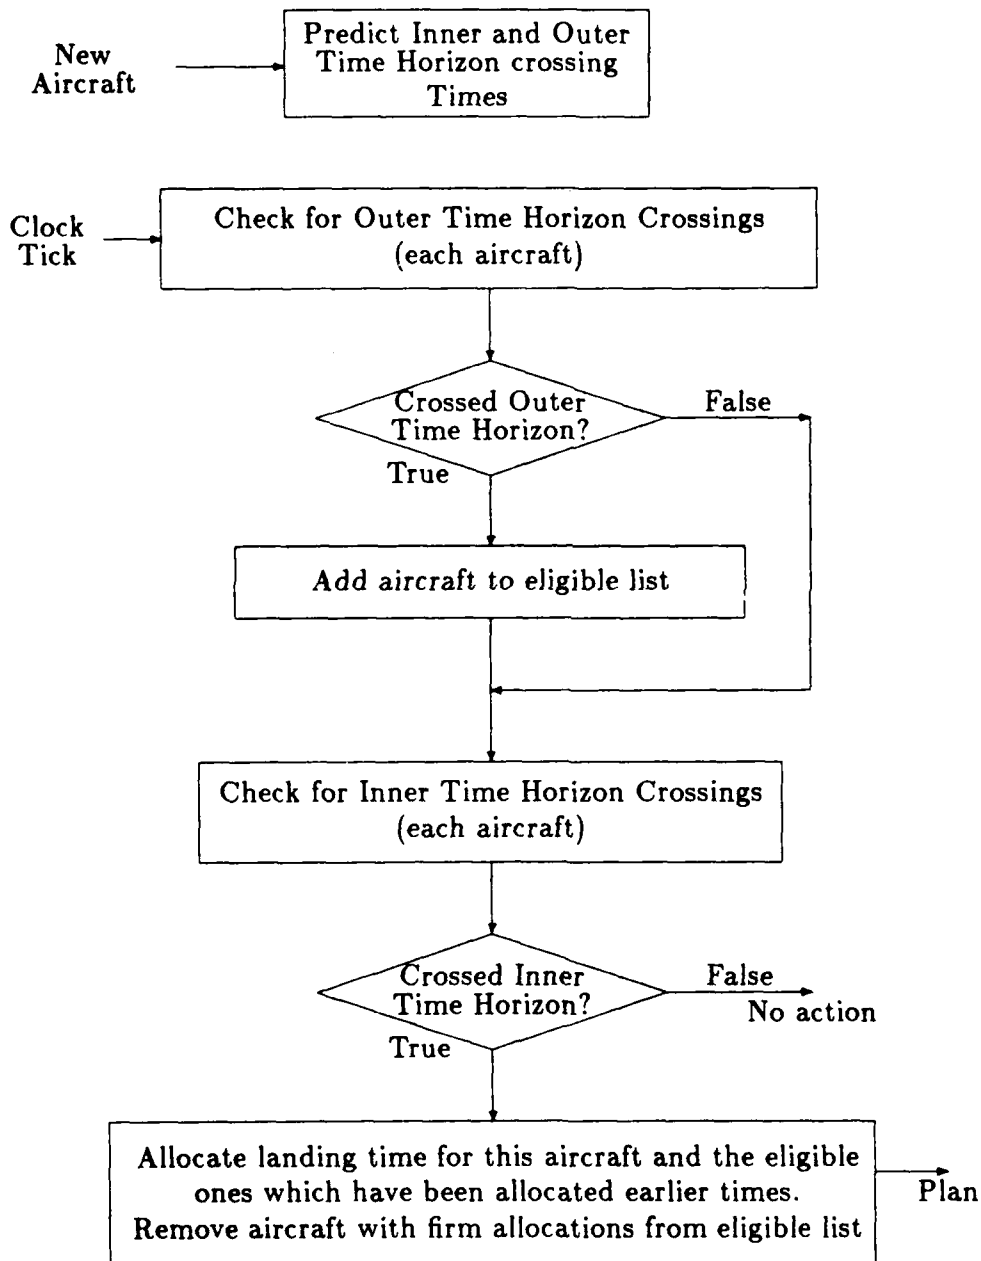 New
Aircraft
Predict Inner and Outer
Time Horizon crossing
Times
Clock
Tick
Check for Outer Time Horizon Crossings
(each aircraft)
Crossed Outer
Time Horizon?
False
True
Add aircraft to eligible list
Check for Inner Time Horizon Crossings
(each aircraft)
Crossed Inner
Time Horizon?
False
No action
True
Allocate landing time for this aircraft and the eligible
ones which have been allocated earlier times.
Remove aircraft with firm allocations from eligible list
Plan